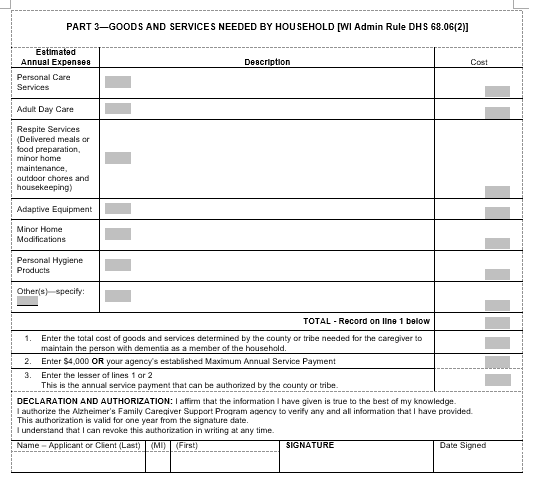 PART 3—GOODS AND SERVICES NEEDED BY HOUSEHOLD [WI Admin Rule DHS 68.06(2)]
Estimated
Annual Expenses
Description
Cost
Personal Care
Services
Adult Day Care
Respite Services
(Delivered meals or
food preparation,
minor home
maintenance,
outdoor chores and
housekeeping)
Adaptive Equipment
Minor Home
Modifications
Personal Hygiene
Products
Other(s)—specify:
TOTAL - Record on line 1 below
1. Enter the total cost of goods and services determined by the county or tribe needed for the caregiver to
maintain the person with dementia as a member of the household.
2. Enter $4,000 OR your agency's established Maximum Annual Service Payment
3. Enter the lesser of lines 1 or 2
This is the annual service payment that can be authorized by the county or tribe.
DECLARATION AND AUTHORIZATION: I affirm that the information I have given is true to the best of my knowledge.
I authorize the Alzheimer's Family Caregiver Support Program agency to verify any and all information that I have provided.
This authorization is valid for one year from the signature date.
I understand that I can revoke this authorization in writing at any time.
Name – Applicant or Client (Last) (MI) (First) SIGNATURE Date Signed